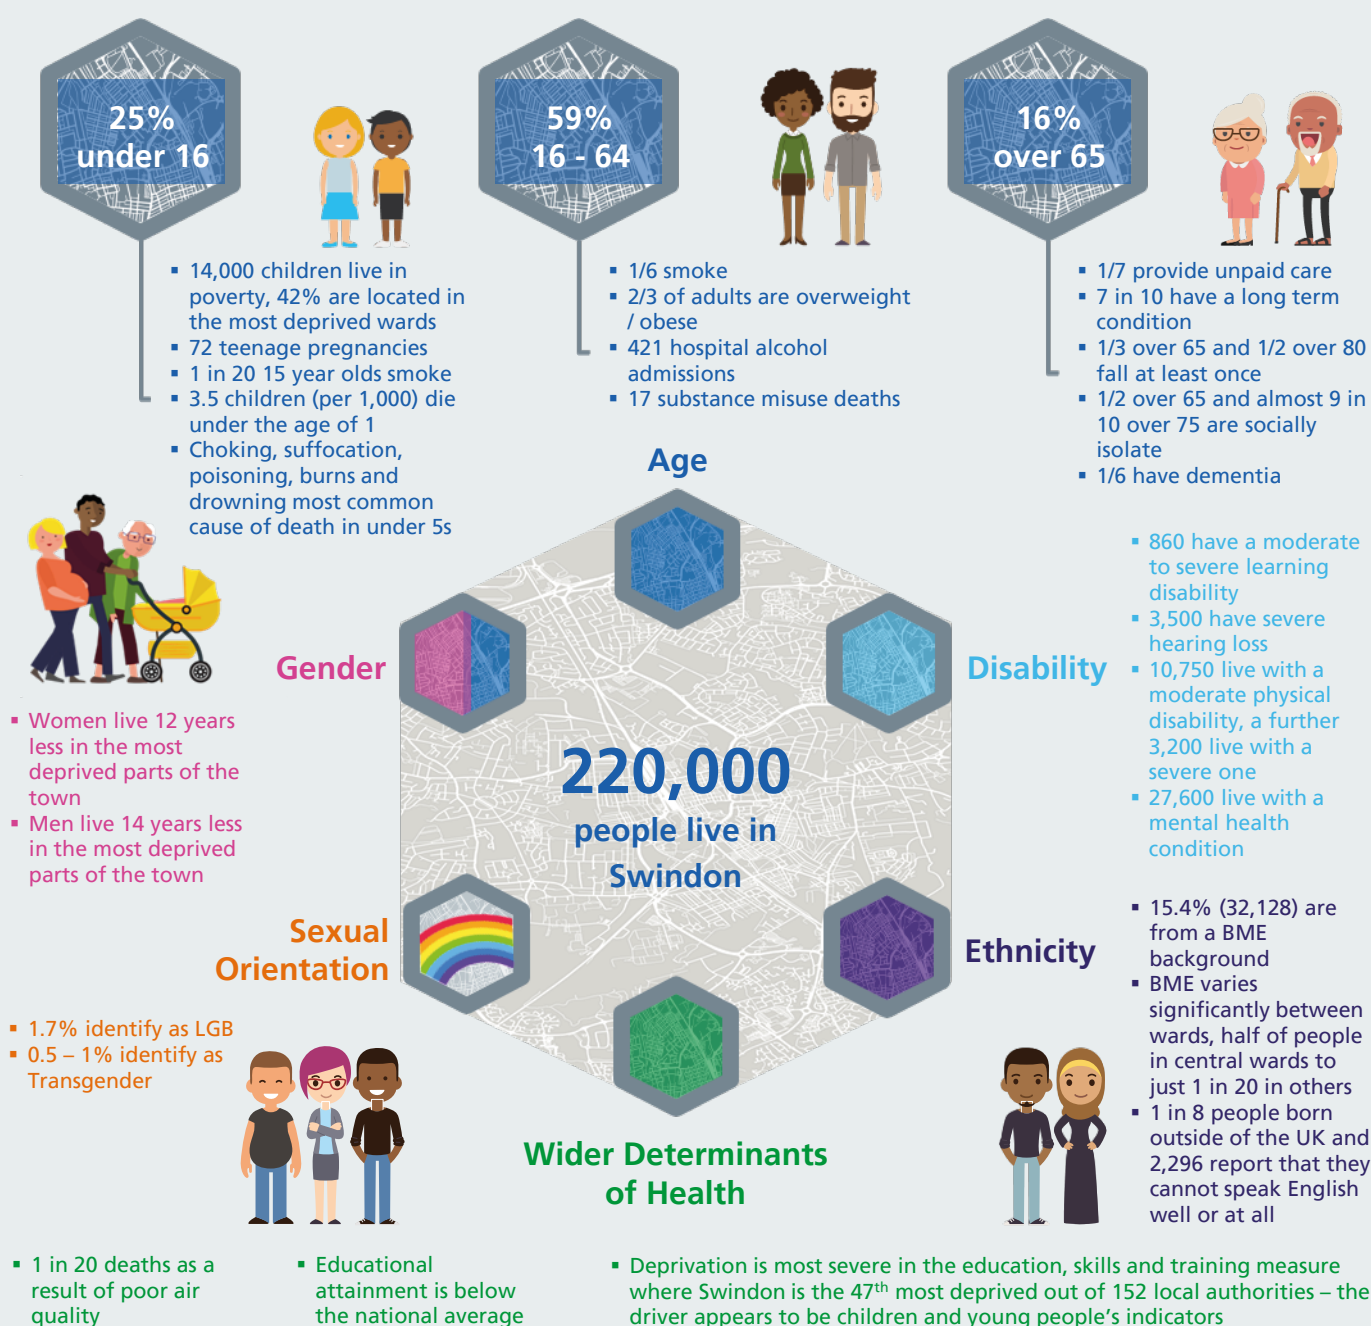 25%
under 16
59%
16 - 64
16%
over 65
▪ 14,000 children live in
poverty, 42% are located in
the most deprived wards
▪ 72 teenage pregnancies
▪ 1 in 20 15 year olds smoke
▪ 3.5 children (per 1,000) die
under the age of 1
▪ Choking, suffocation,
poisoning, burns and
drowning most common
cause of death in under 5s
▪ 1/6 smoke
▪ 2/3 of adults are overweight
/ obese
▪ 421 hospital alcohol
admissions
▪ 17 substance misuse deaths
▪ 1/7 provide unpaid care
▪ 7 in 10 have a long term
condition
▪ 1/3 over 65 and 1/2 over 80
fall at least once
▪ 1/2 over 65 and almost 9 in
10 over 75 are socially
isolate
▪ 1/6 have dementia
Age
Gender
▪ Women live 12 years
less in the most
deprived parts of the
town
▪ Men live 14 years less
in the most deprived
parts of the town
Disability
▪ 860 have a moderate
to severe learning
disability
▪ 3,500 have severe
hearing loss
▪ 10,750 live with a
moderate physical
disability, a further
3,200 live with a
severe one
▪ 27,600 live with a
mental health
condition
220,000
people live in
Swindon
Sexual
Orientation
▪ 1.7% identify as LGB
▪ 0.5 – 1% identify as
Transgender
Ethnicity
▪ 15.4% (32,128) are
from a BME
background
▪ BME varies
significantly between
wards, half of people
in central wards to
just 1 in 20 in others
▪ 1 in 8 people born
outside of the UK and
2,296 report that they
cannot speak English
well or at all
Wider Determinants
of Health
▪ 1 in 20 deaths as a
result of poor air
quality
▪ Educational
attainment is below
the national average
▪ Deprivation is most severe in the education, skills and training measure
where Swindon is the 47th most deprived out of 152 local authorities – the
driver appears to be children and young people's indicators